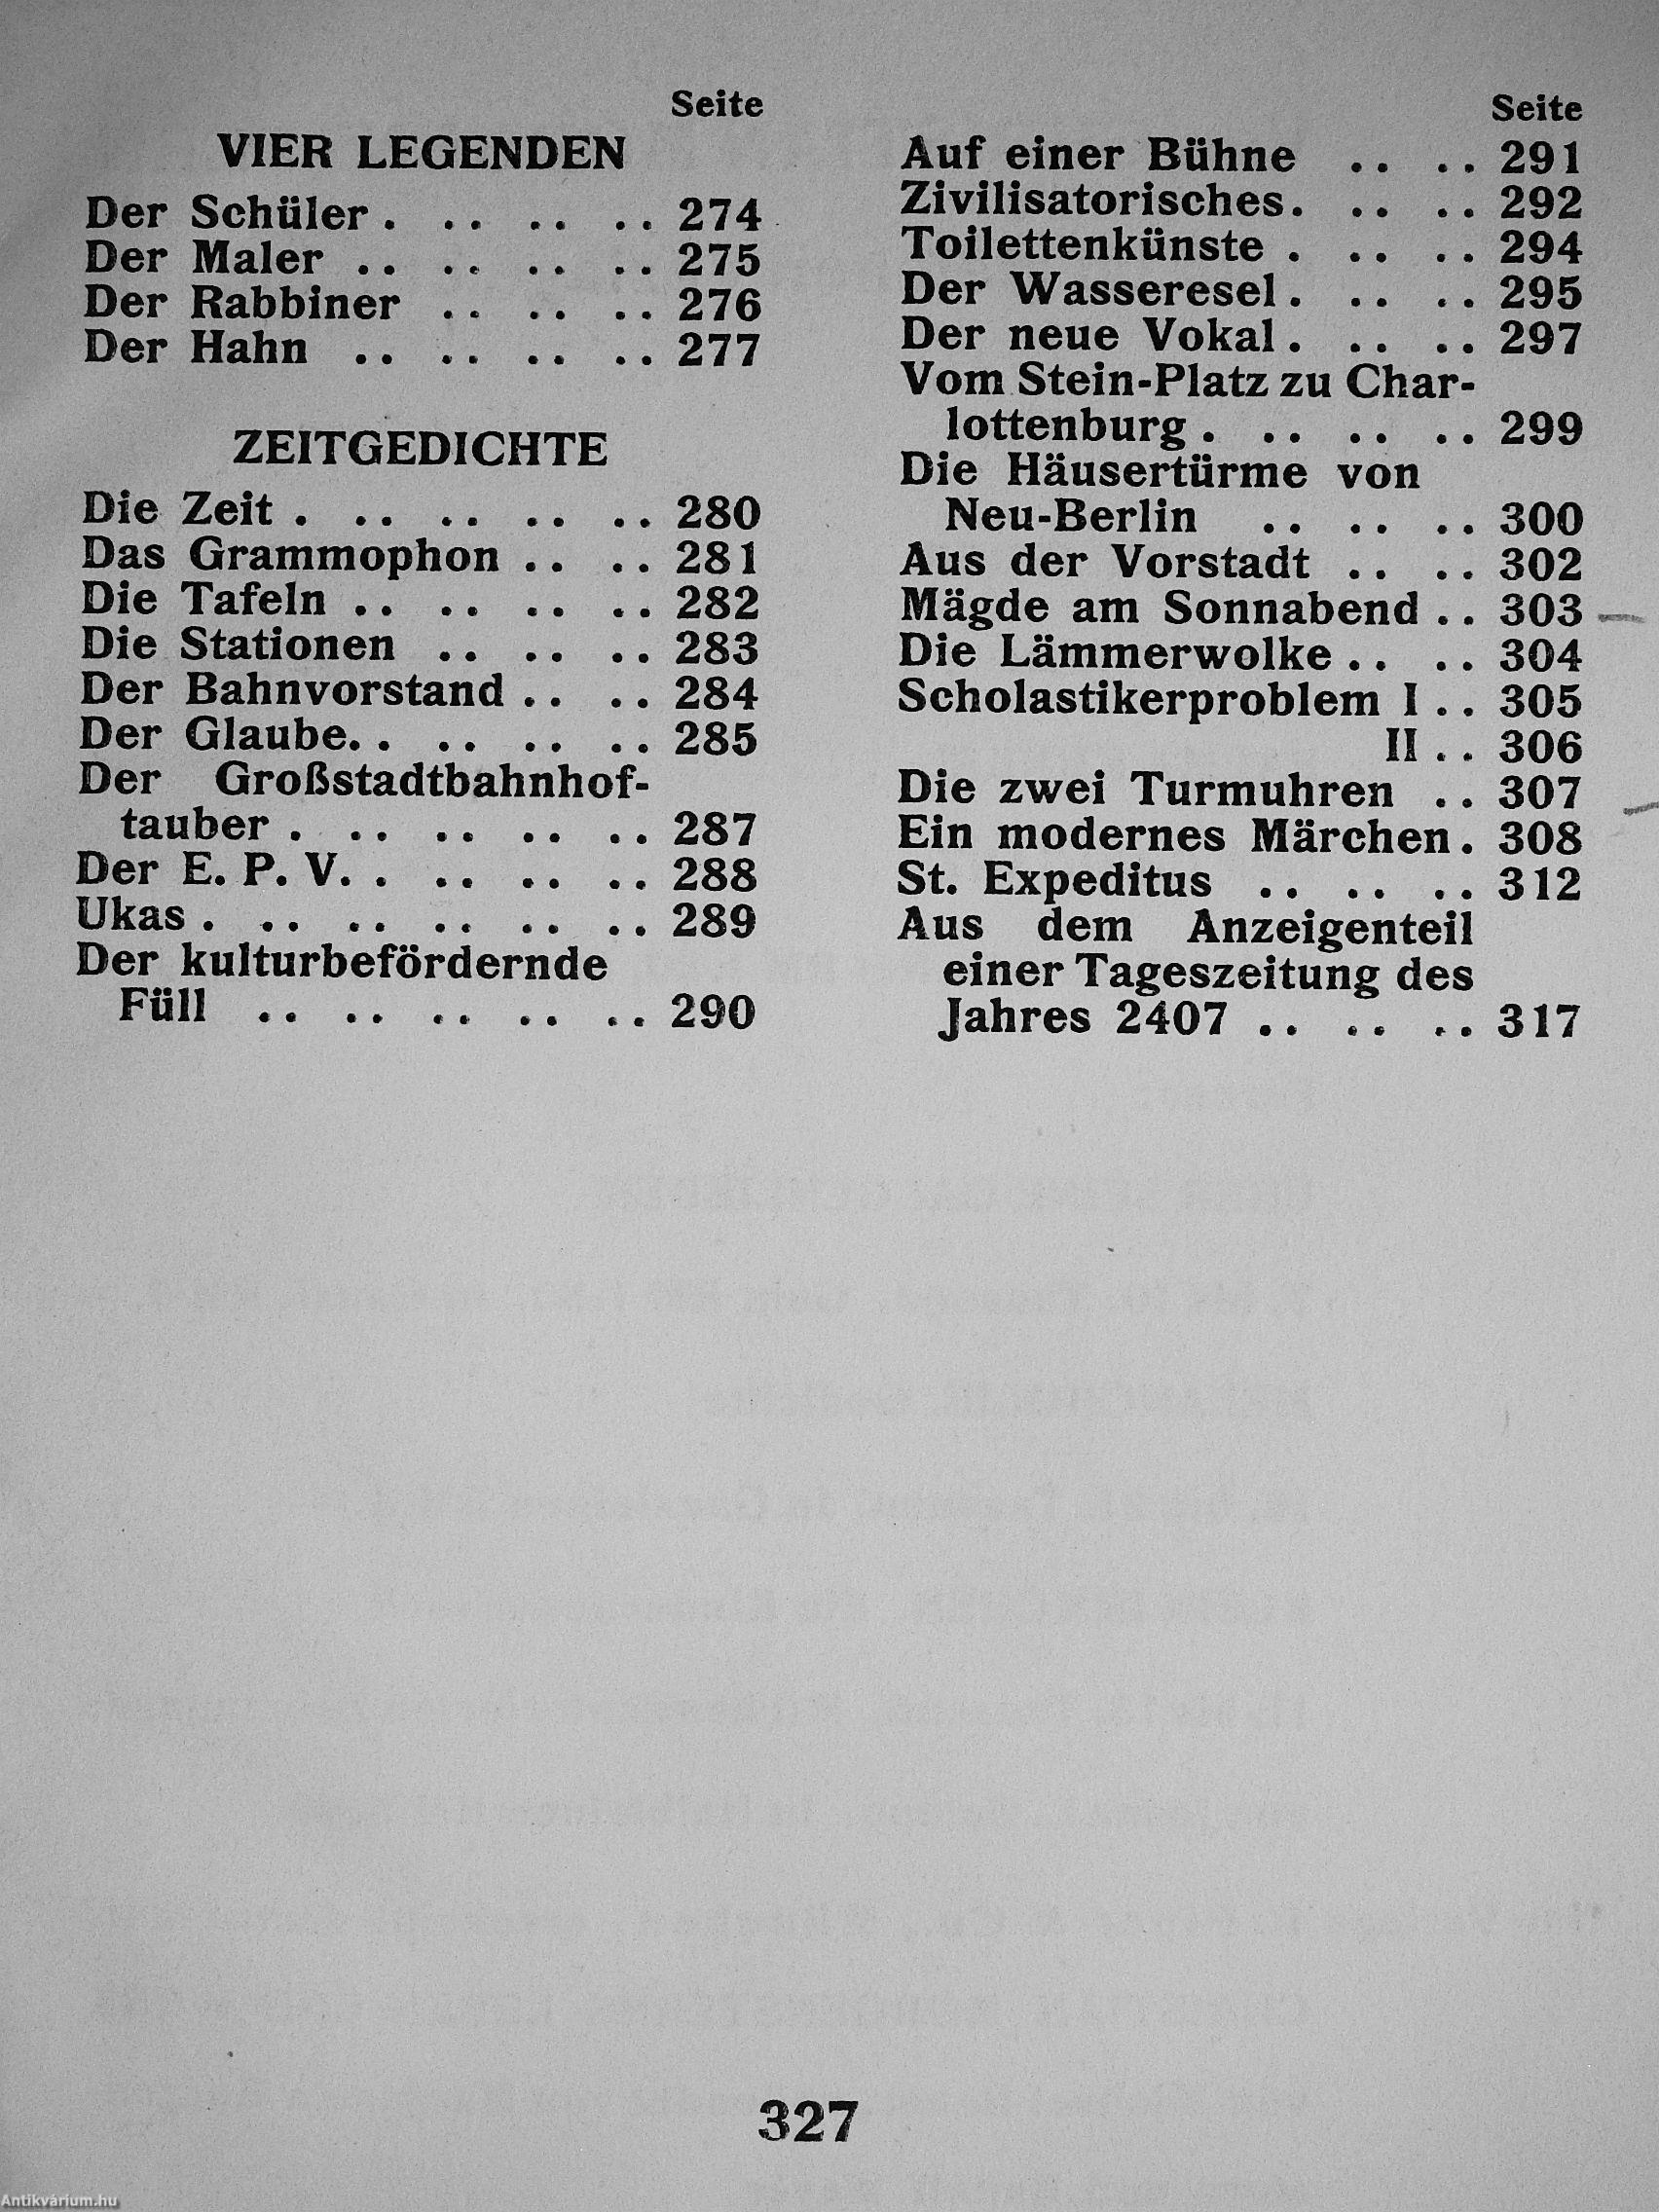 Seite
VIER LEGENDEN
Der Schüler . .. .. .. 274
Der Maler .. .. .. .. 275
Der Rabbiner .. .. .. 276
Der Hahn .. .. .. .. 277
ZEITGEDICHTE
Die Zeit . .. .. .. .. 280
Das Grammophon .. .. 281
Die Tafeln .. .. .. .. 282
Die Stationen .. .. .. 283
Der Bahnvorstand .. .. 284
Der Glaube. . .. .. .. 285
Der Großstadtbahnhof-
tauber . .. .. .. .. 287
Der E. P. V. . .. .. .. 288
Ukas . .. .. .. .. .. 289
Der kulturbefördernde
Füll .. .. .. .. .. 290
Seite
Auf einer Bühne .. .. 291
Zivilisatorisches. .. .. 292
Toilettenkünste . .. .. 294
Der Wasseresel . .. .. 295
Der neue Vokal . .. .. 297
Vom Stein-Platz zu Char-
lottenburg . .. .. .. 299
Die Häusertürme von
Neu-Berlin .. .. .. 300
Aus der Vorstadt .. .. 302
Mägde am Sonnabend .. 303
Die Lämmerwolke .. .. 304
Scholastikerproblem I .. 305
II .. 306
Die zwei Turmuhren .. 307
Ein modernes Märchen . 308
St. Expeditus .. .. .. 312
Aus dem Anzeigenteil
einer Tageszeitung des
Jahres 2407 .. .. .. 317
327
Antikvárium.hu